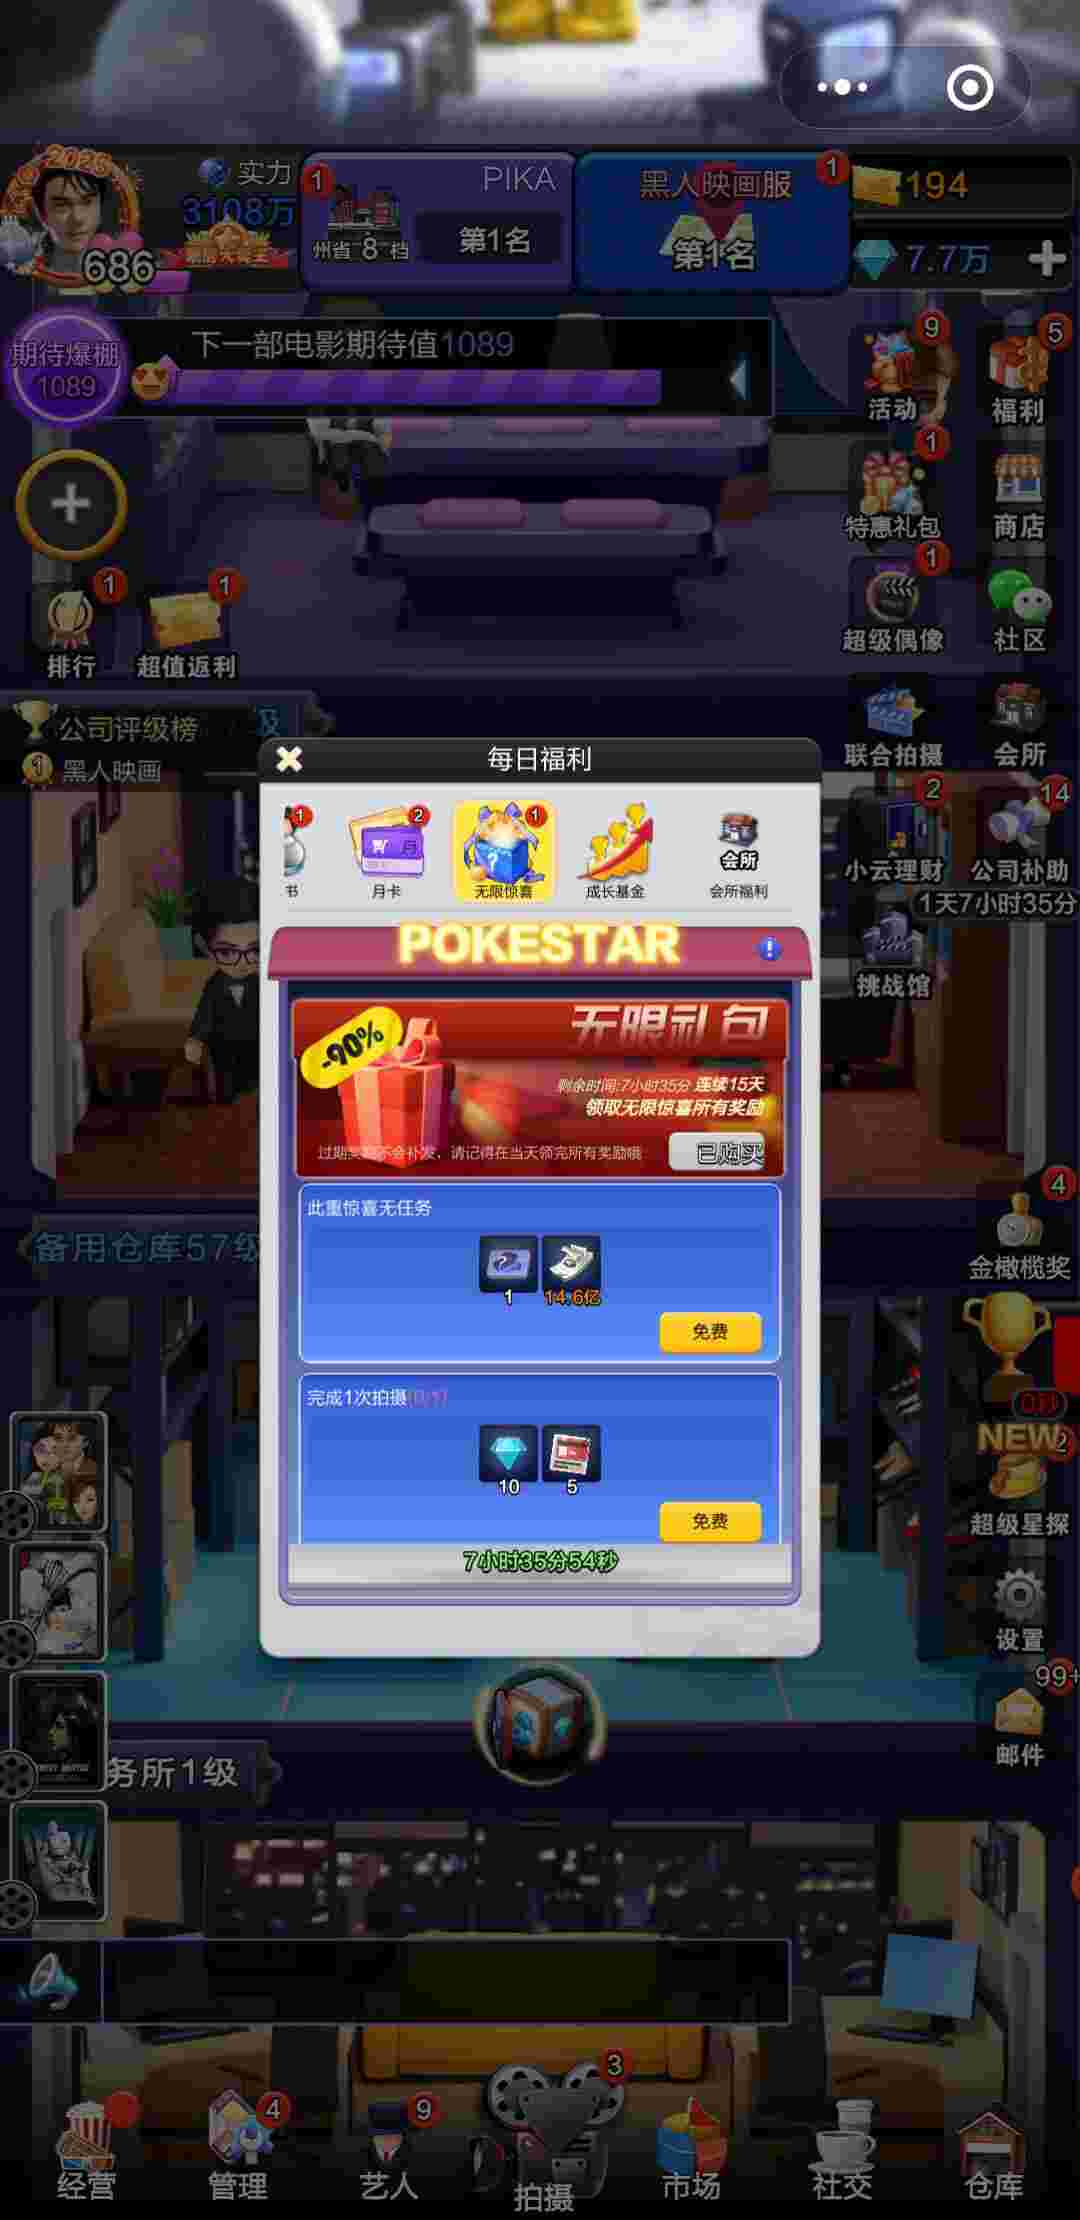 2026
实力
3108万
686
1
PIKA
州省 8 档
第1名
黑人映画服
第1名
1
194
7.7万
期待爆棚
1089
下一部电影期待值1089
9
活动
5
福利
1
特惠礼包
商店
1
超级偶像
社区
1
排行
1
超值返利
公司评级榜
级
1
黑人映画
联合拍摄
会所
2
小云理财
14
公司补助
1天7小时35分
挑战馆
每日福利
1
书
2
月卡
1
无限惊喜
成长基金
会所
会所福利
POKESTAR
-90%
无限礼包
剩余时间:7小时35分 连续15天
领取无限惊喜所有奖励
过期奖励不会补发，请记得在当天领完所有奖励哦
已购买
此重惊喜无任务
1
14.6亿
免费
完成1次拍摄(0/1)
10
5
免费
7小时35分54秒
备用仓库57级
4
金橄榄奖
0秒
NEW
2
超级星探
设置
99+
邮件
务所1级
经营
4
管理
9
艺人
3
拍摄
市场
社交
仓库